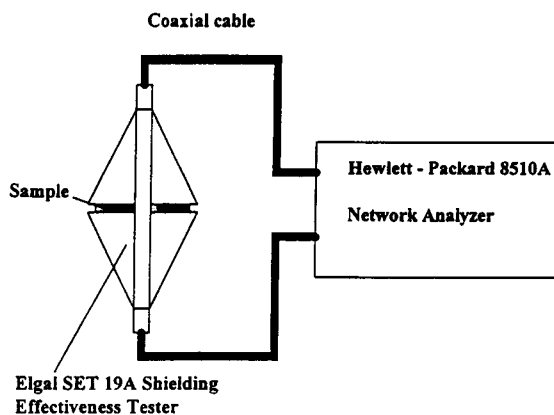 Coaxial cable
Hewlett - Packard 8510A
Network Analyzer
Sample
Elgal SET 19A Shielding
Effectiveness Tester